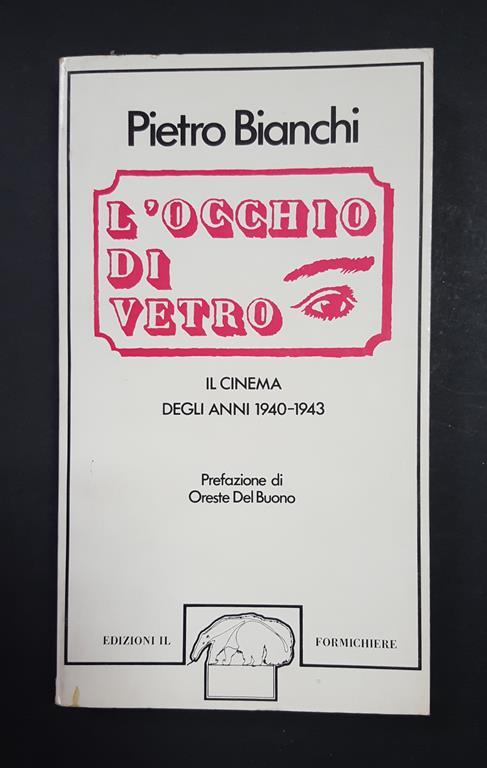 Pietro Bianchi
L'OCCHIO
DI
VETRO
IL CINEMA
DEGLI ANNI 1940-1943
Prefazione di
Oreste Del Buono
EDIZIONI IL FORMICHIERE